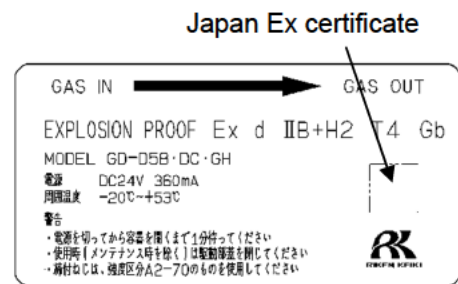 Japan Ex certificate
GAS IN GAS OUT
EXPLOSION PROOF Ex d ⅡB+H2 T4 Gb
MODEL GD-D5B·DC·GH
電源 DC24V 360mA
周囲温度 -20℃~+53℃
警告
・電源を切ってから容器を開くまで1分待ってください
・使用時(メンテナンス時を除く)は駆動部蓋を閉じてください
・締付ねじは、強度区分A2-70のものを使用してください
RIKEN KEIKI